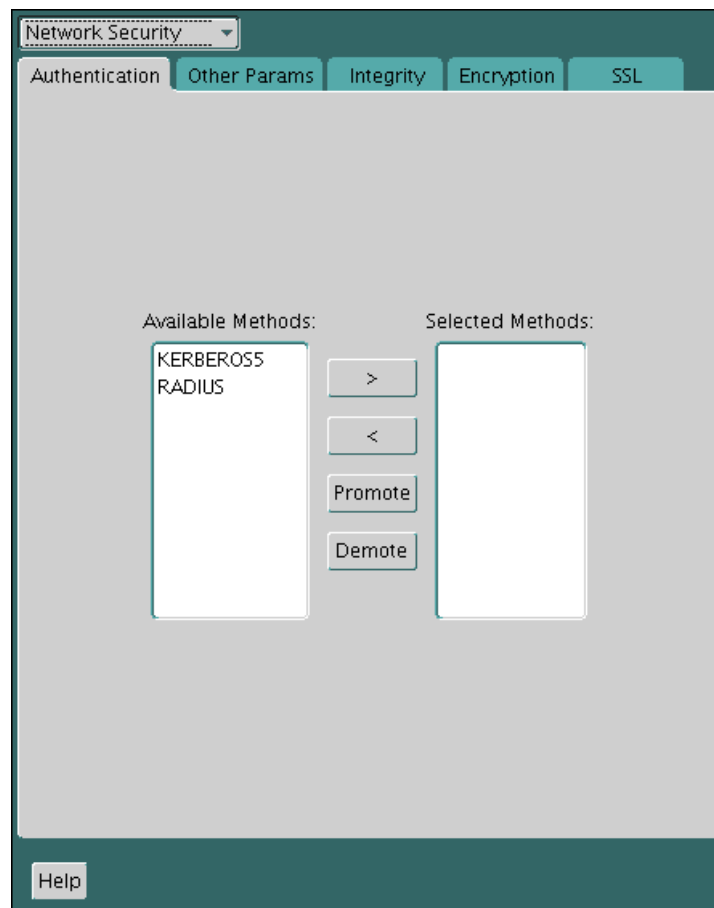 Network Security
Authentication Other Params Integrity Encryption SSL
Available Methods: Selected Methods:
KERBEROS5
RADIUS
>
<
Promote
Demote
Help